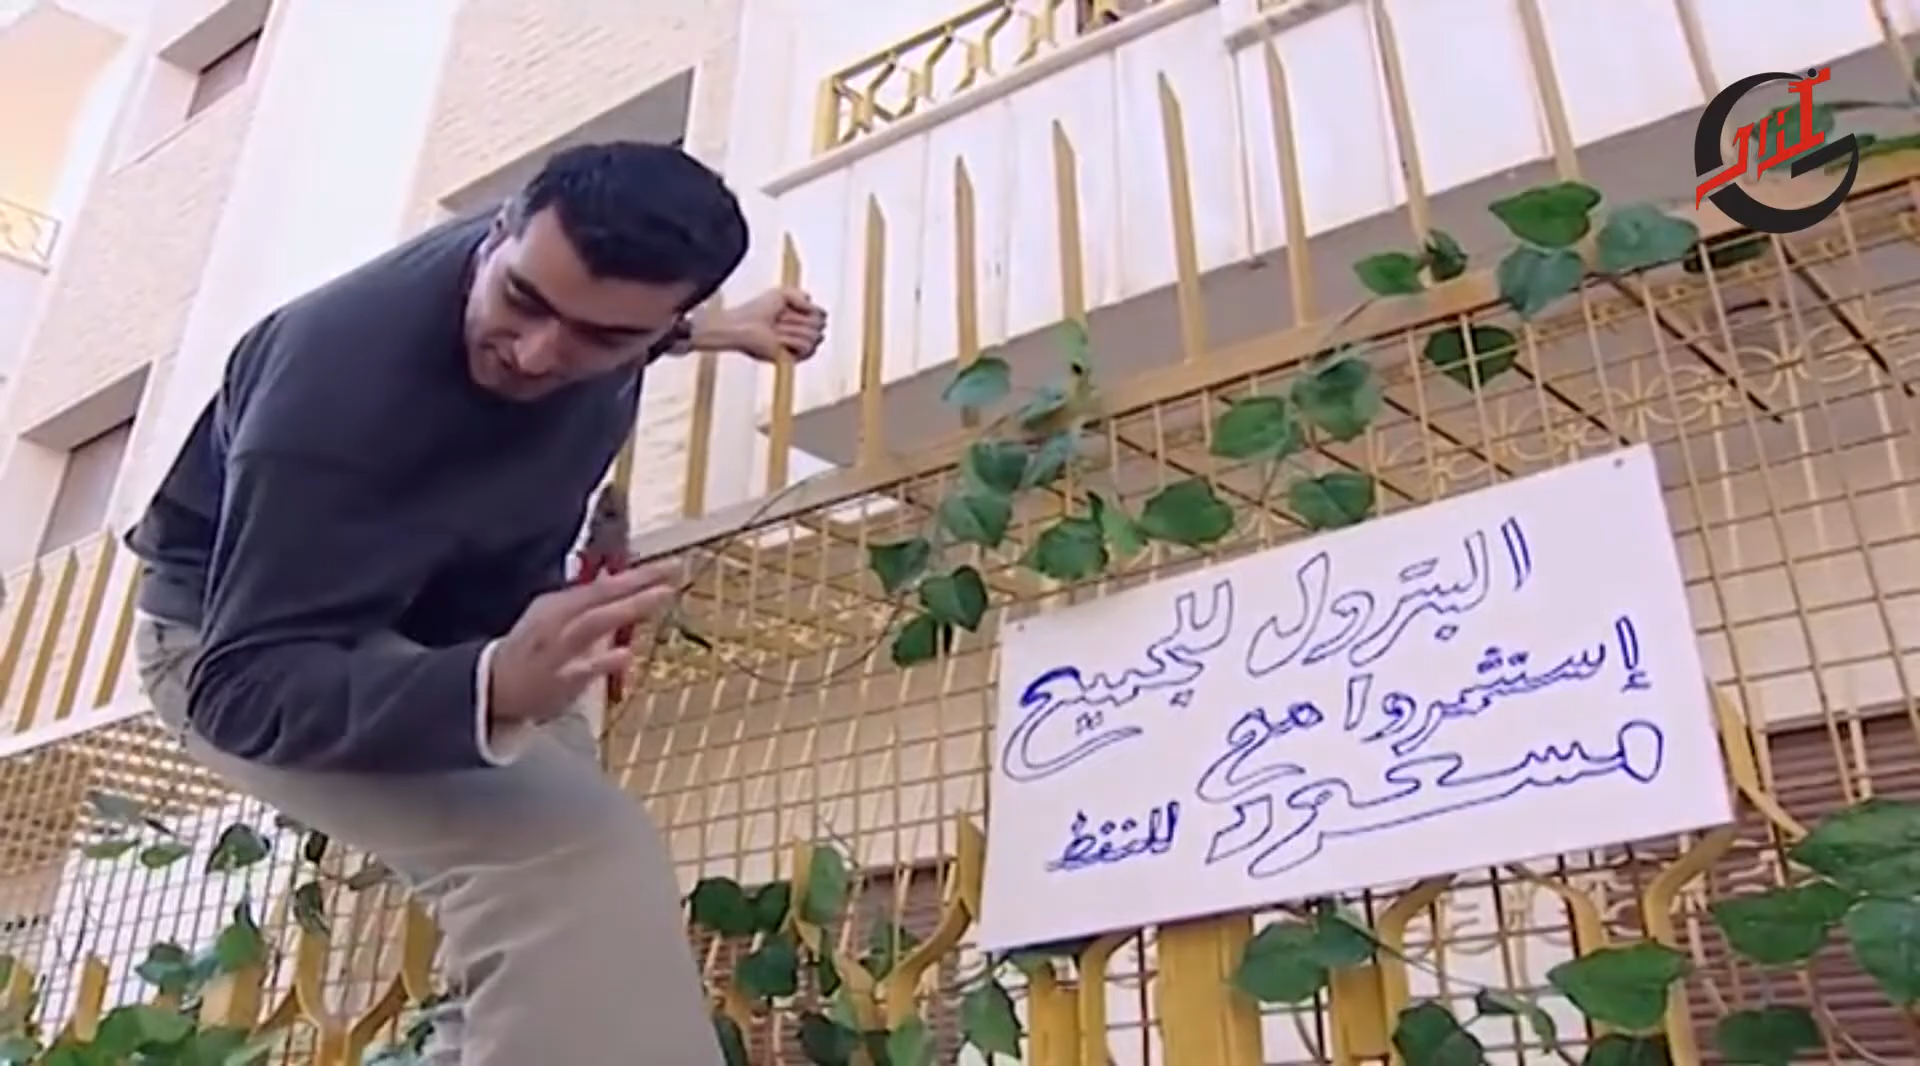 البترول للجميع
إستثمروا مع
مسعود للنفط